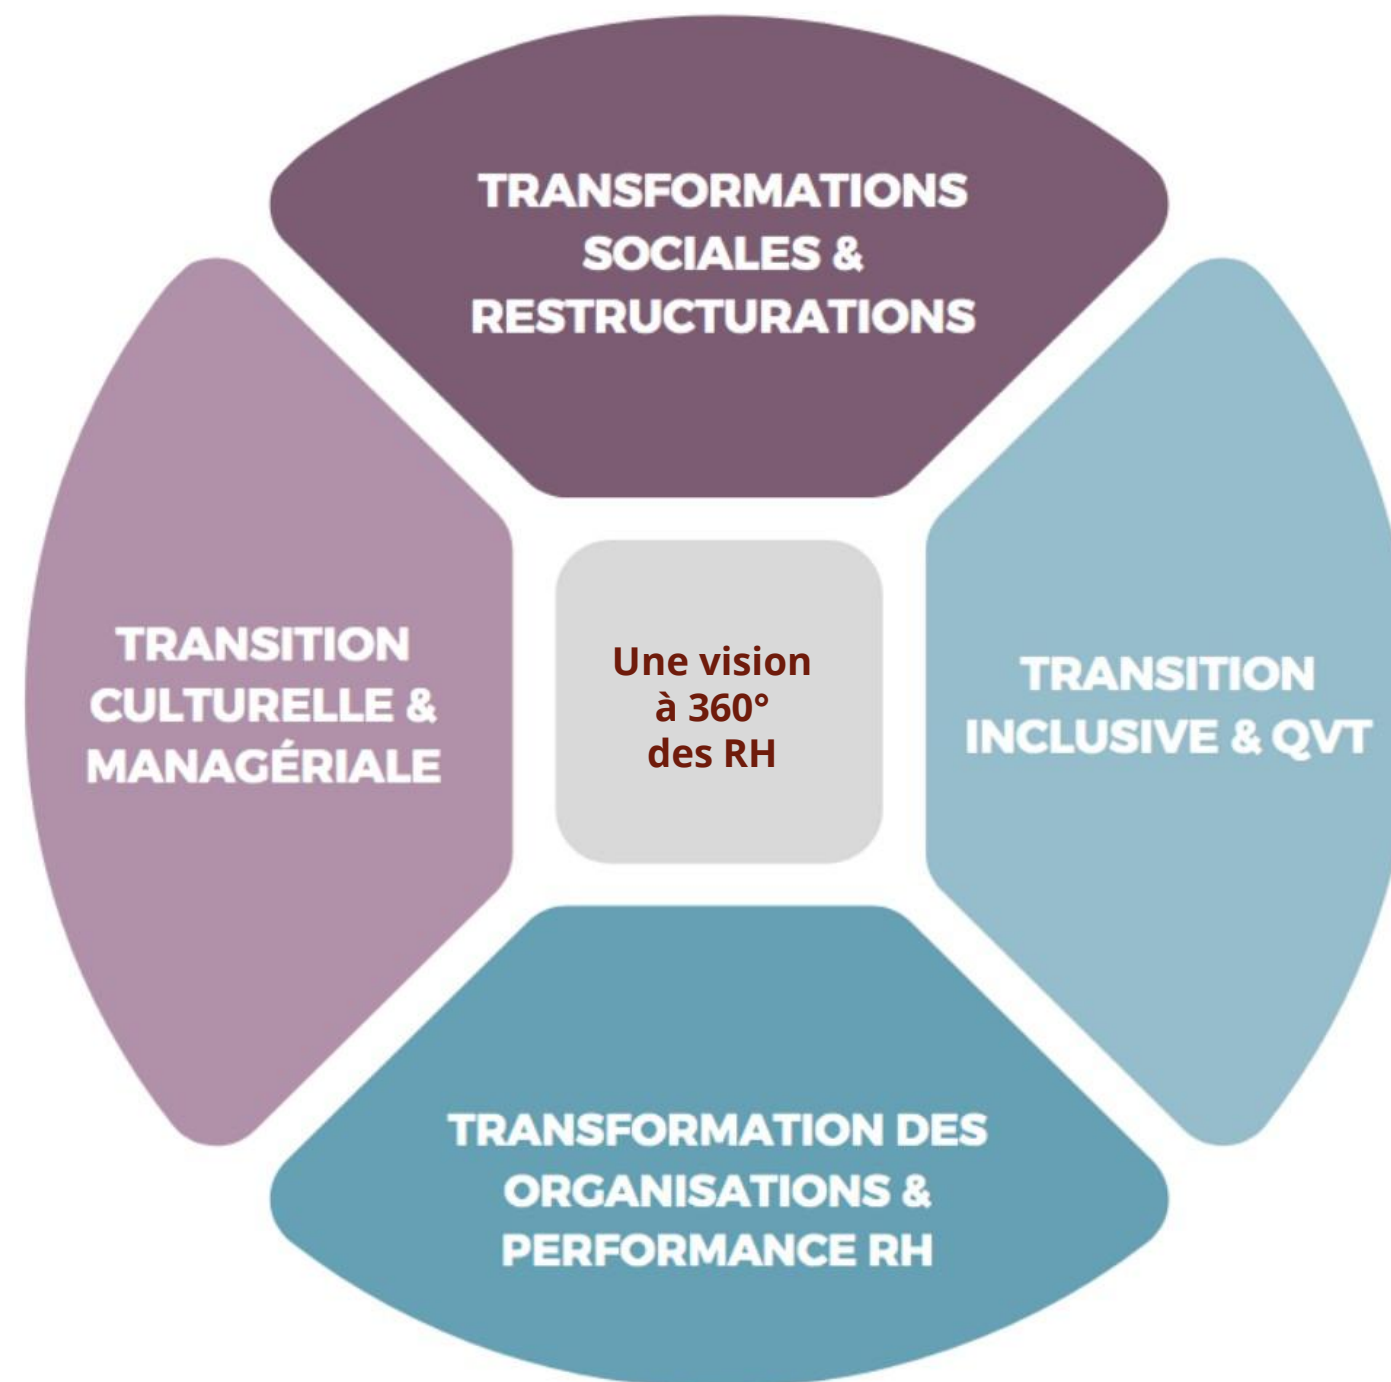 TRANSFORMATIONS
SOCIALES &
RESTRUCTURATIONS
TRANSITION
CULTURELLE &
MANAGÉRIALE
Une vision
à 360°
des RH
TRANSITION
INCLUSIVE & QVT
TRANSFORMATION DES
ORGANISATIONS &
PERFORMANCE RH